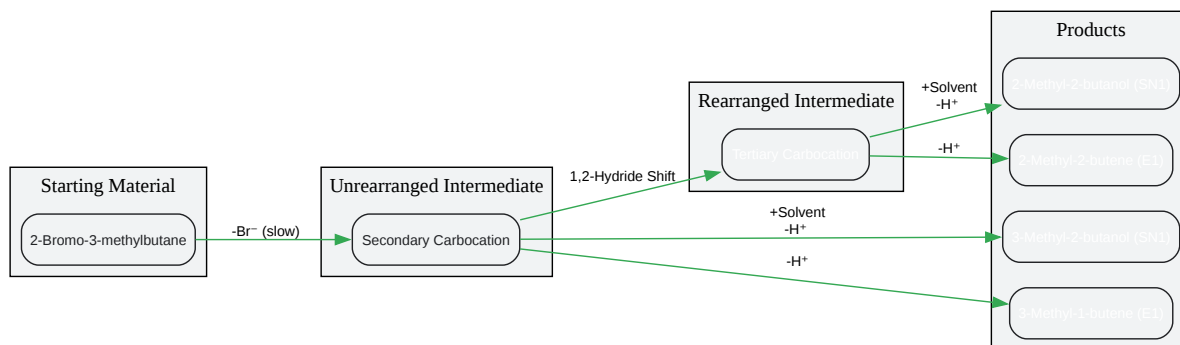 Products
2-Methyl-2-butanol (SN1)
+Solvent
-H⁺
Rearranged Intermediate
Tertiary Carbocation
-H⁺
2-Methyl-2-butene (E1)
Starting Material
Unrearranged Intermediate
1,2-Hydride Shift
2-Bromo-3-methylbutane
-Br⁻ (slow)
Secondary Carbocation
+Solvent
-H⁺
3-Methyl-2-butanol (SN1)
-H⁺
3-Methyl-1-butene (E1)